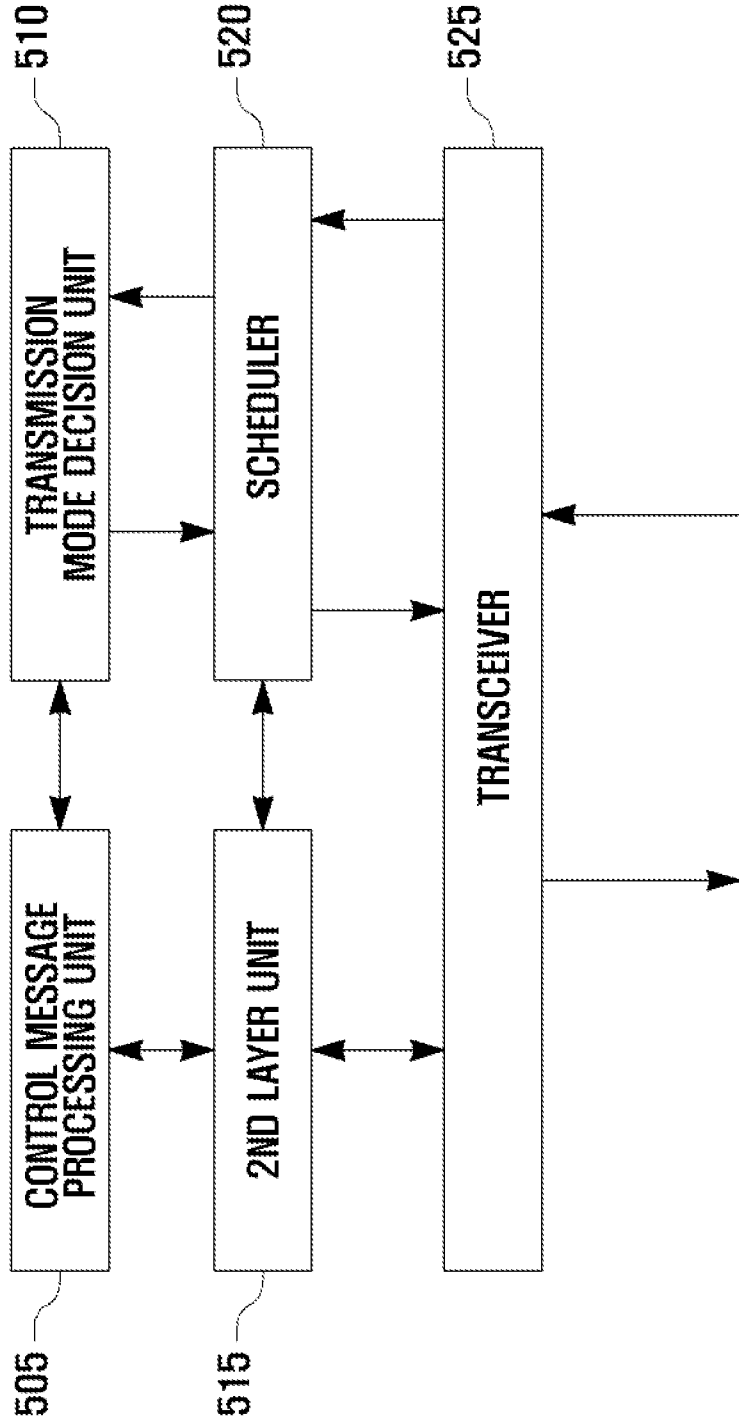 505
CONTROL MESSAGE
PROCESSING UNIT
TRANSMISSION
MODE DECISION UNIT
510
515
2ND LAYER UNIT
SCHEDULER
520
TRANSCEIVER
525